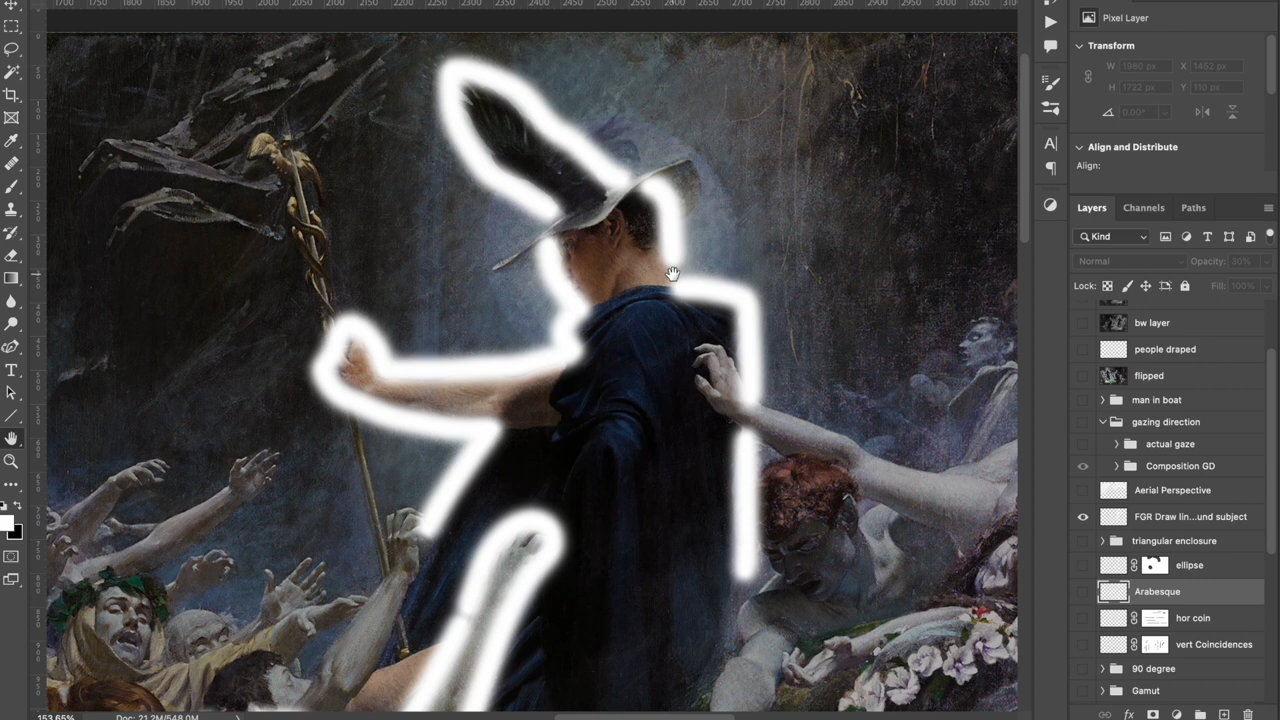 1700 1750 1800 1850 1900 1950 2000 2050 2100 2150 2200 2250 2300 2350 2400 2450 2500 2550 2600 2650 2700 2750 2800 2850 2900 2950 3000 3050 310
Pixel Layer
Transform
W 1980 px X 1452 px
H 1722 px Y 110 px
0.00°
Align and Distribute
Align:
Layers Channels Paths
Kind
Normal Opacity: 30%
Lock: Fill: 100%
bw layer
people draped
flipped
man in boat
gazing direction
actual gaze
Composition GD
Aerial Perspective
FGR Draw lin...und subject
triangular enclosure
ellipse
Arabesque
hor coin
vert Coincidences
90 degree
Gamut
153.65% Doc: 21.2M/548.0M